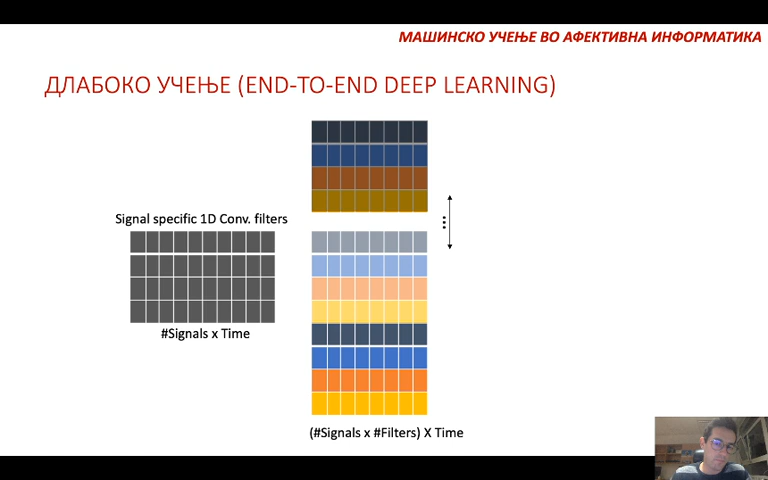 МАШИНСКО УЧЕЊЕ ВО АФЕКТИВНА ИНФОРМАТИКА
ДЛАБОКО УЧЕЊЕ (END-TO-END DEEP LEARNING)
Signal specific 1D Conv. filters
#Signals x Time
...
(#Signals x #Filters) X Time